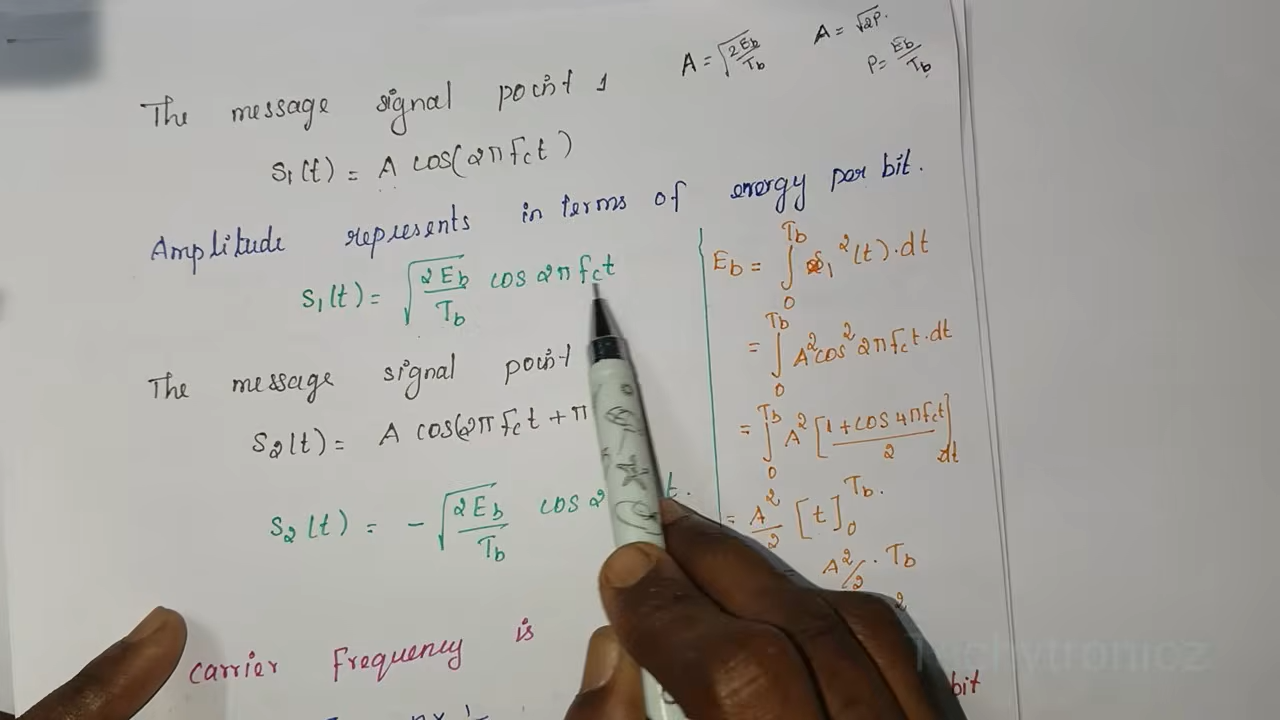 A = √(2Eb/Tb)
A = √2P.
P = Eb/Tb
The message signal point 1
S₁(t) = A cos(2πfct)
Amplitude represents in terms of energy per bit.
S₁(t) = √(2Eb/Tb) cos 2πfct
The message signal point
S₂(t) = A cos(2πfct + π
S₂(t) = - √(2Eb/Tb) cos 2 t.
Eb = ∫₀^Tb S₁²(t).dt
= ∫₀^Tb A² cos² 2πfct.dt
= ∫₀^Tb A² [1 + cos 4πfct / 2] dt
= A²/2 [t]₀^Tb.
A²/2 . Tb
2
carrier Frequency is
bit
Techytronicz